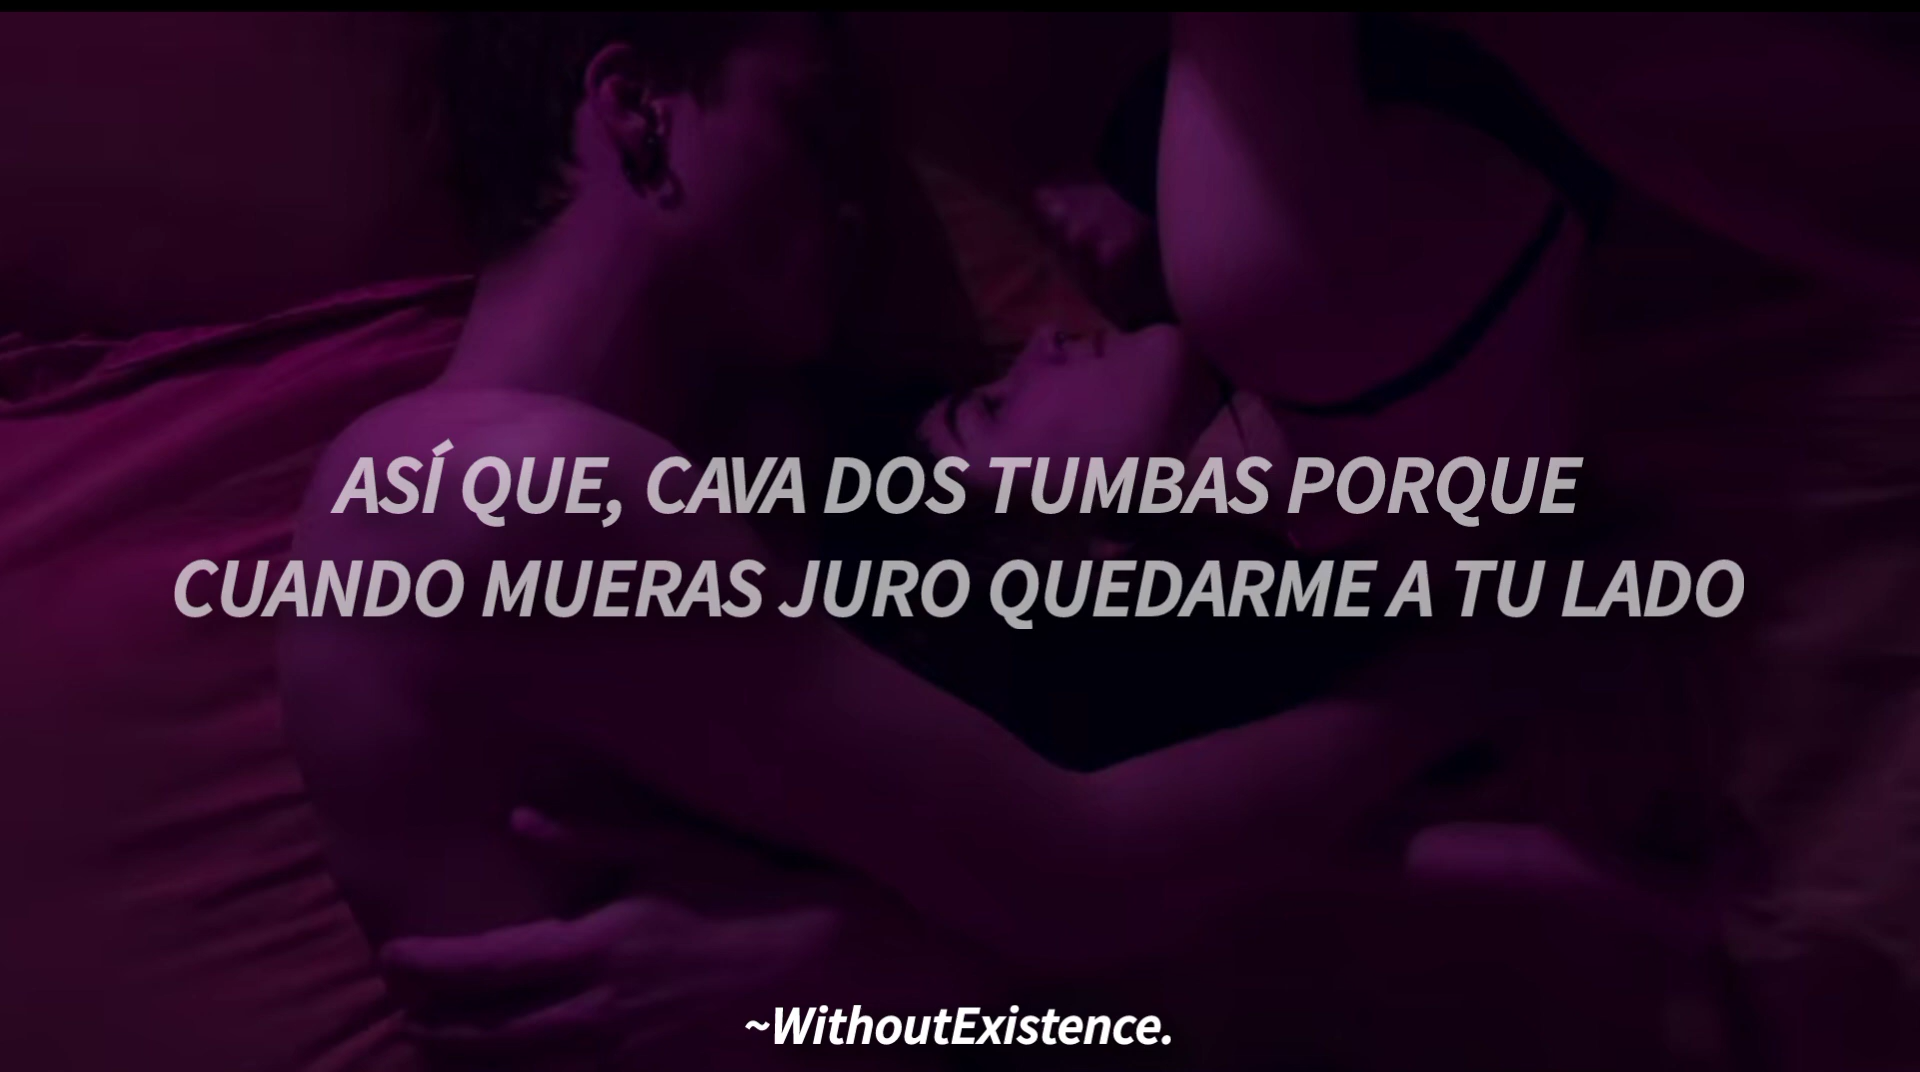 ASÍ QUE, CAVA DOS TUMBAS PORQUE
CUANDO MUERAS JURO QUEDARME A TU LADO
~WithoutExistence.